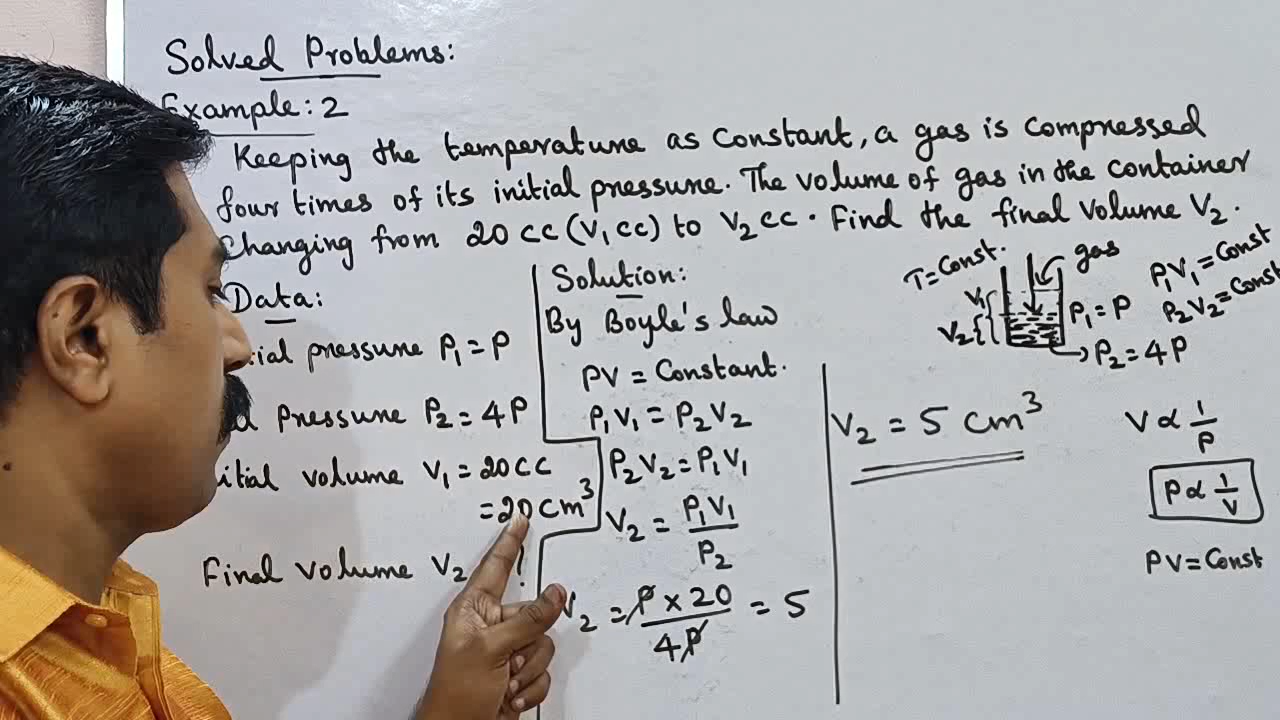 Solved Problems:
Example: 2
Keeping the temperature as Constant, a gas is compressed
four times of its initial pressure. The volume of gas in the container
Changing from 20 CC (V₁ CC) to V₂ CC. Find the final volume V₂.
Data:
itial pressure P₁ = P
Pressure P₂ = 4P
itial volume V₁ = 20CC
= 20 Cm³
Final volume V₂ ?
Solution:
By Boyle's law
PV = Constant.
P₁V₁ = P₂V₂
P₂V₂ = P₁V₁
V₂ = P₁V₁ / P₂
V₂ = P x 20 / 4P = 5
T = Const.
gas
V₁
V₂
P₁ = P
P₂ = 4P
P₁V₁ = Const
P₂V₂ = Const
V₂ = 5 Cm³
V ∝ 1/P
P ∝ 1/V
PV = Const